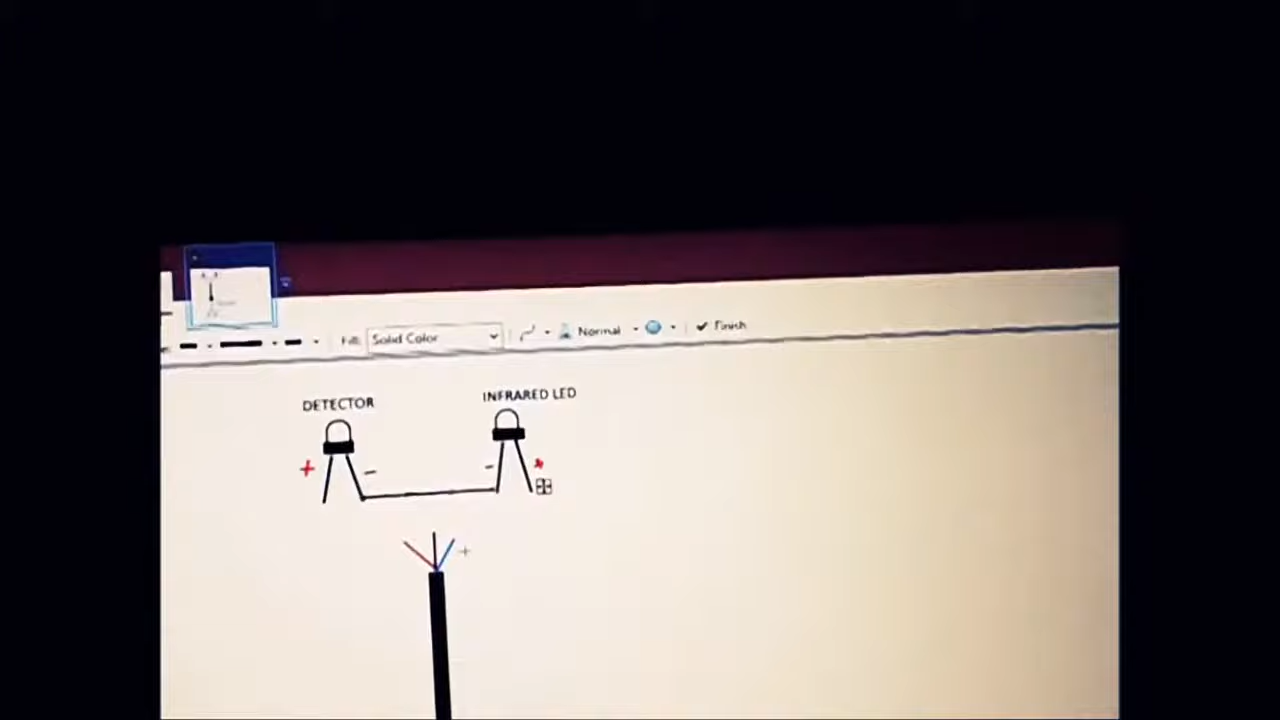 Fill: Solid Color Normal Finish
DETECTOR INFRARED LED
+ - - *